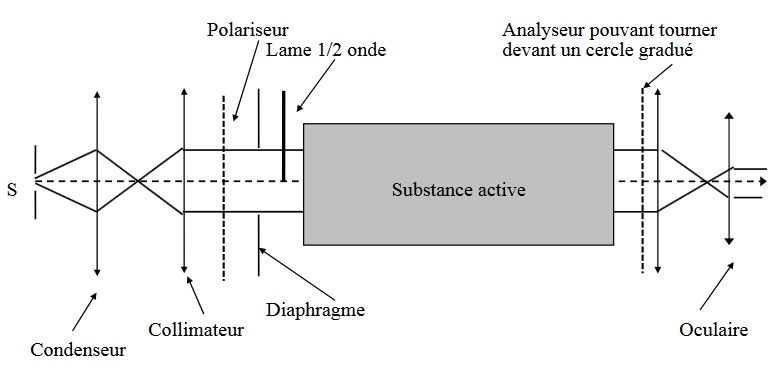 Polariseur
Lame 1/2 onde
Analyseur pouvant tourner
devant un cercle gradué
S
Substance active
Diaphragme
Collimateur
Oculaire
Condenseur